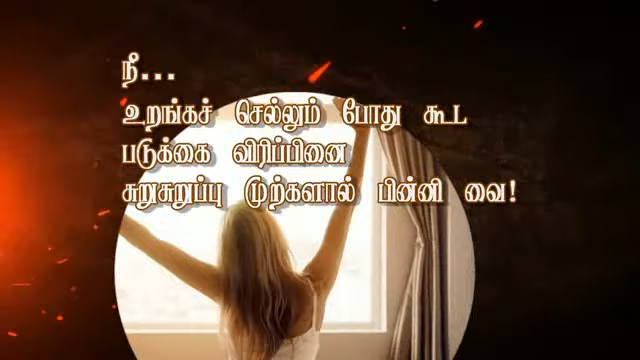 நீ...
உறங்கச் செல்லும் போது கூட
படுக்கை விரிப்பினை
சுறுசுறுப்பு முற்களால் பின்னி வை!